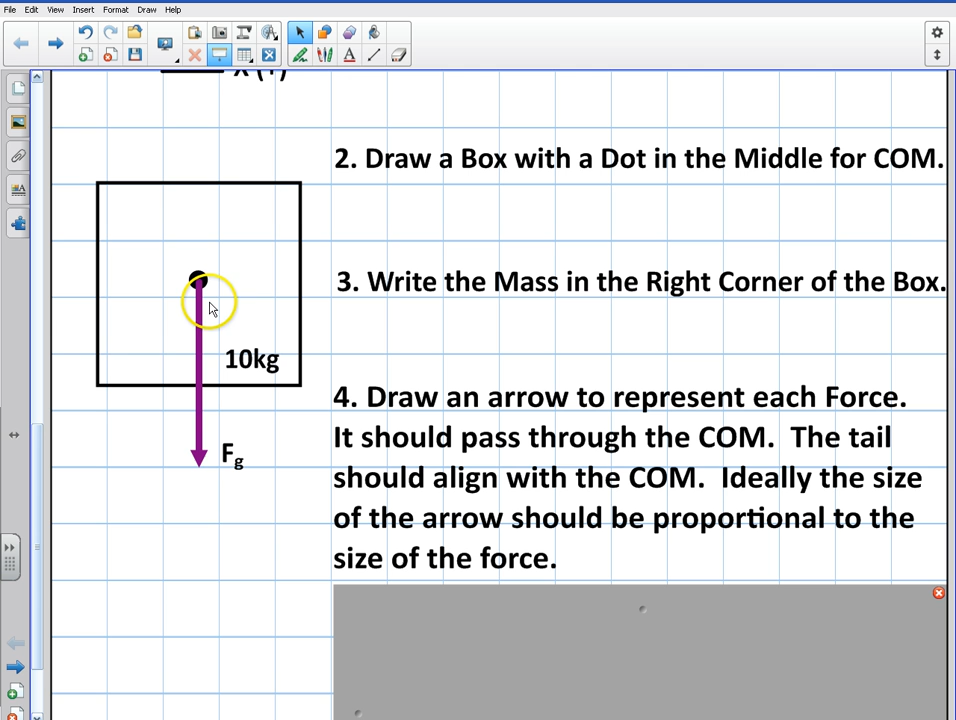 File Edit View Insert Format Draw Help
2. Draw a Box with a Dot in the Middle for COM.
3. Write the Mass in the Right Corner of the Box.
10kg
4. Draw an arrow to represent each Force.
It should pass through the COM. The tail
should align with the COM. Ideally the size
of the arrow should be proportional to the
size of the force.
Fg